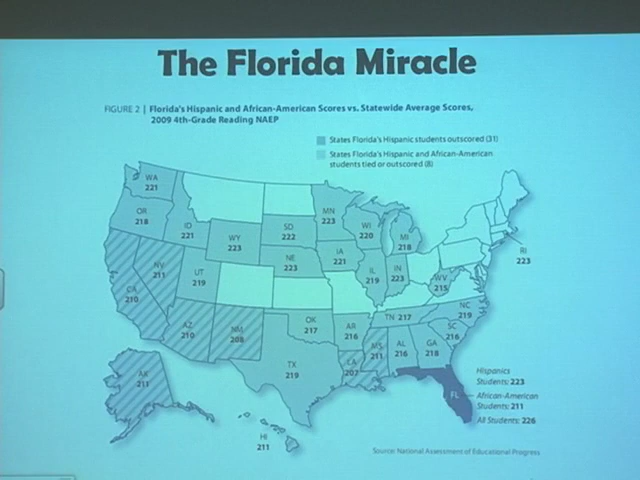 The Florida Miracle
FIGURE 2 | Florida's Hispanic and African-American Scores vs. Statewide Average Scores,
2009 4th-Grade Reading NAEP
States Florida's Hispanic students outscored (31)
States Florida's Hispanic and African-American
students tied or outscored (8)
WA
221
OR
218
ID
221
WY
223
NV
211
UT
219
CA
210
AZ
210
NM
208
SD
222
NE
223
MN
223
IA
221
WI
220
MI
218
IL
219
IN
223
WV
215
RI
223
OK
217
AR
216
TN 217
NC
219
SC
216
TX
219
LA
207
MS
211
AL
216
GA
218
AK
211
HI
211
FL
Hispanics
Students: 223
African-American
Students: 211
All Students: 226
Source: National Assessment of Educational Progress